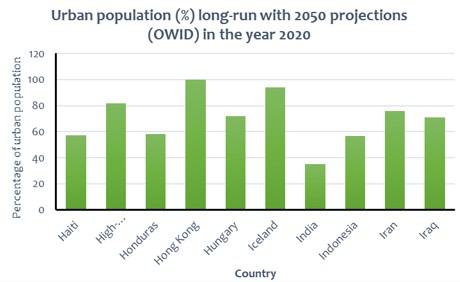 Urban population (%) long-run with 2050 projections
(OWID) in the year 2020
Percentage of urban population
120
100
80
60
40
20
0
Haiti
High-...
Honduras
Hong Kong
Hungary
Iceland
India
Indonesia
Iran
Iraq
Country